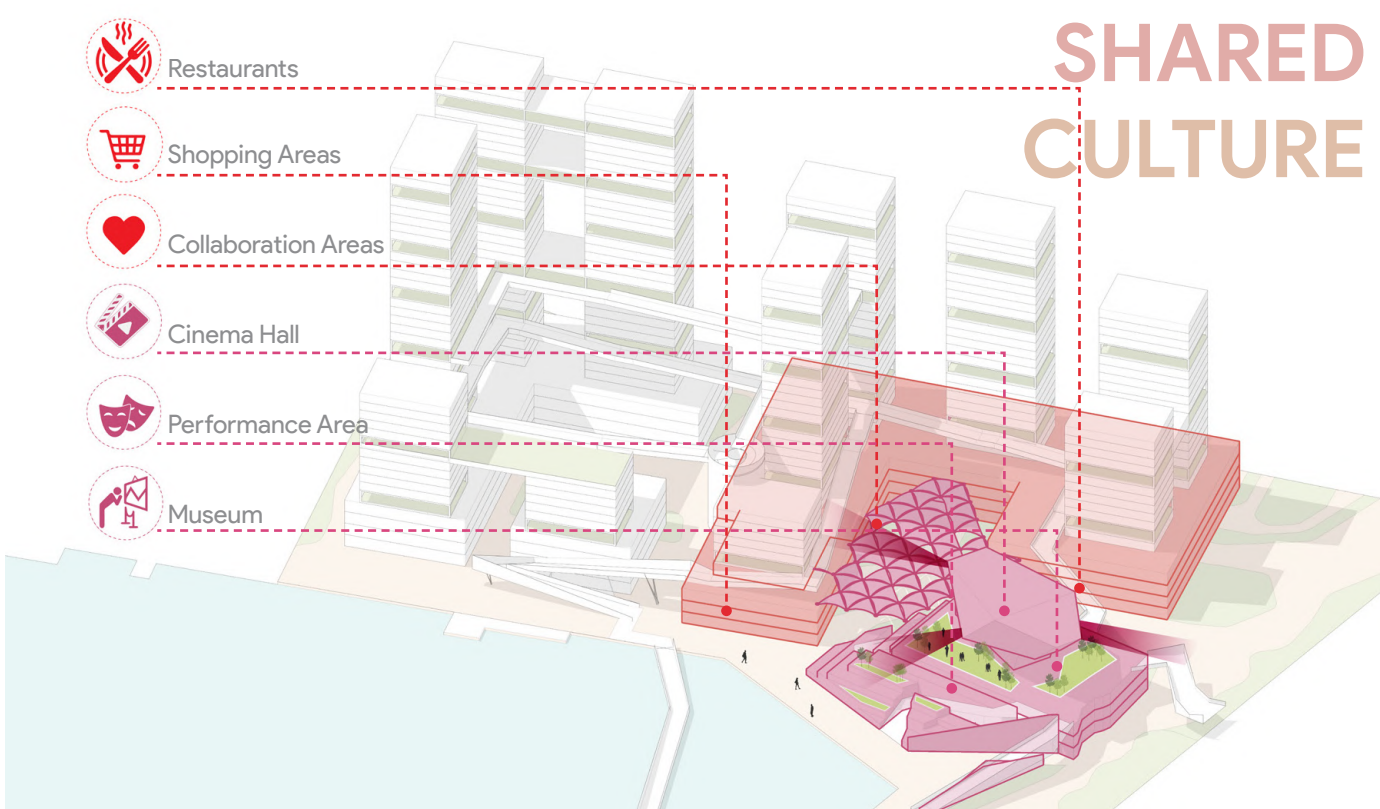 SHARED
CULTURE
Restaurants
Shopping Areas
Collaboration Areas
Cinema Hall
Performance Area
Museum